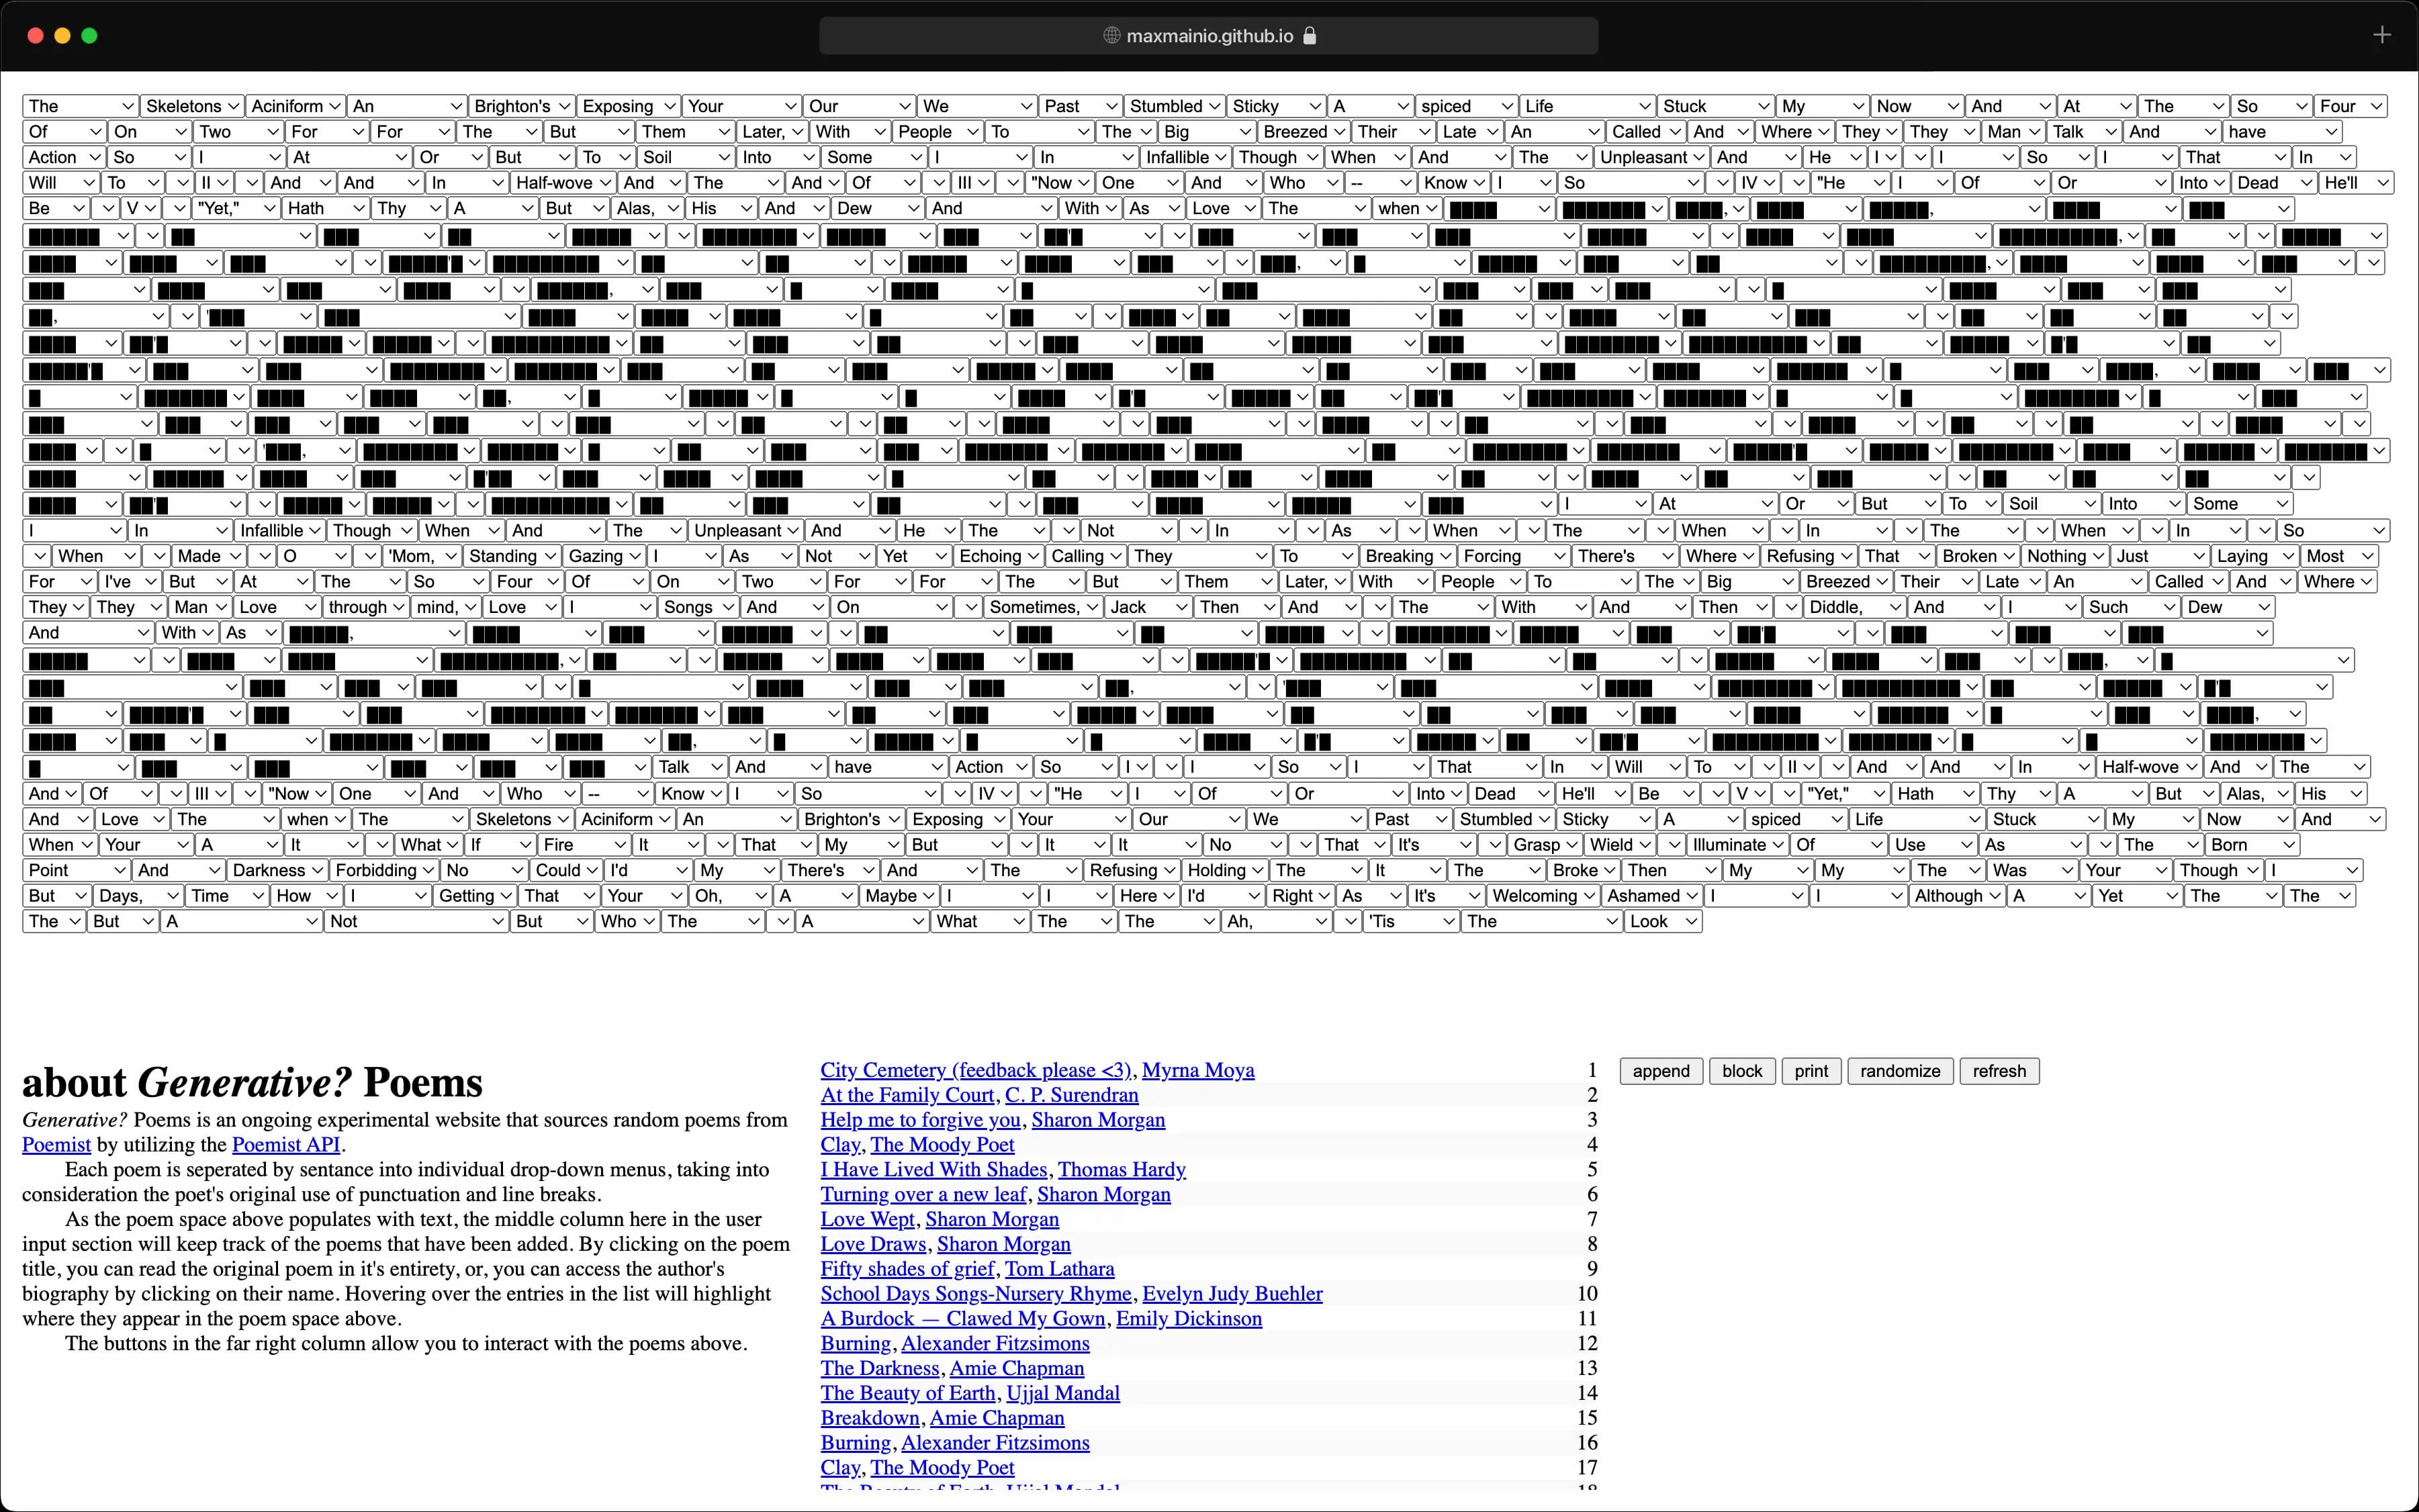 maxmainio.github.io
The Skeletons Aciniform An Brighton's Exposing Your Our We Past Stumbled Sticky A spiced Life Stuck My Now And At The So Four
Of On Two For For The But Them Later, With People To The Big Breezed Their Late An Called And Where They They Man Talk And have
Action So I At Or But To Soil Into Some I In Infallible Though When And The Unpleasant And He I I So I That In
Will To II And And In Half-wove And The And Of III "Now One And Who -- Know I So IV "He I Of Or Into Dead He'll
Be V "Yet," Hath Thy A But Alas, His And Dew And With As Love The when
I At Or But To Soil Into Some
I In Infallible Though When And The Unpleasant And He The Not In As When The When In The When In So
When Made O 'Mom, Standing Gazing I As Not Yet Echoing Calling They To Breaking Forcing There's Where Refusing That Broken Nothing Just Laying Most
For I've But At The So Four Of On Two For For The But Them Later, With People To The Big Breezed Their Late An Called And Where
They They Man Love through mind, Love I Songs And On Sometimes, Jack Then And The With And Then Diddle, And I Such Dew
And With As
Talk And have Action So I I So I That In Will To II And And In Half-wove And The
And Of III "Now One And Who -- Know I So IV "He I Of Or Into Dead He'll Be V "Yet," Hath Thy A But Alas, His
And Love The when The Skeletons Aciniform An Brighton's Exposing Your Our We Past Stumbled Sticky A spiced Life Stuck My Now And
When Your A It What If Fire It That My But It It No That It's Grasp Wield Illuminate Of Use As The Born
Point And Darkness Forbidding No Could I'd My There's And The Refusing Holding The It The Broke Then My My The Was Your Though I
But Days, Time How I Getting That Your Oh, A Maybe I I Here I'd Right As It's Welcoming Ashamed I I Although A Yet The The
The But A Not But Who The A What The The Ah, 'Tis The Look
about Generative? Poems
Generative? Poems is an ongoing experimental website that sources random poems from
Poemist by utilizing the Poemist API.
Each poem is seperated by sentance into individual drop-down menus, taking into
consideration the poet's original use of punctuation and line breaks.
As the poem space above populates with text, the middle column here in the user
input section will keep track of the poems that have been added. By clicking on the poem
title, you can read the original poem in it's entirety, or, you can access the author's
biography by clicking on their name. Hovering over the entries in the list will highlight
where they appear in the poem space above.
The buttons in the far right column allow you to interact with the poems above.
City Cemetery (feedback please <3), Myrna Moya 1
At the Family Court, C. P. Surendran 2
Help me to forgive you, Sharon Morgan 3
Clay, The Moody Poet 4
I Have Lived With Shades, Thomas Hardy 5
Turning over a new leaf, Sharon Morgan 6
Love Wept, Sharon Morgan 7
Love Draws, Sharon Morgan 8
Fifty shades of grief, Tom Lathara 9
School Days Songs-Nursery Rhyme, Evelyn Judy Buehler 10
A Burdock — Clawed My Gown, Emily Dickinson 11
Burning, Alexander Fitzsimons 12
The Darkness, Amie Chapman 13
The Beauty of Earth, Ujjal Mandal 14
Breakdown, Amie Chapman 15
Burning, Alexander Fitzsimons 16
Clay, The Moody Poet 17
The Beauty of Earth, Ujjal Mandal 18
append block print randomize refresh